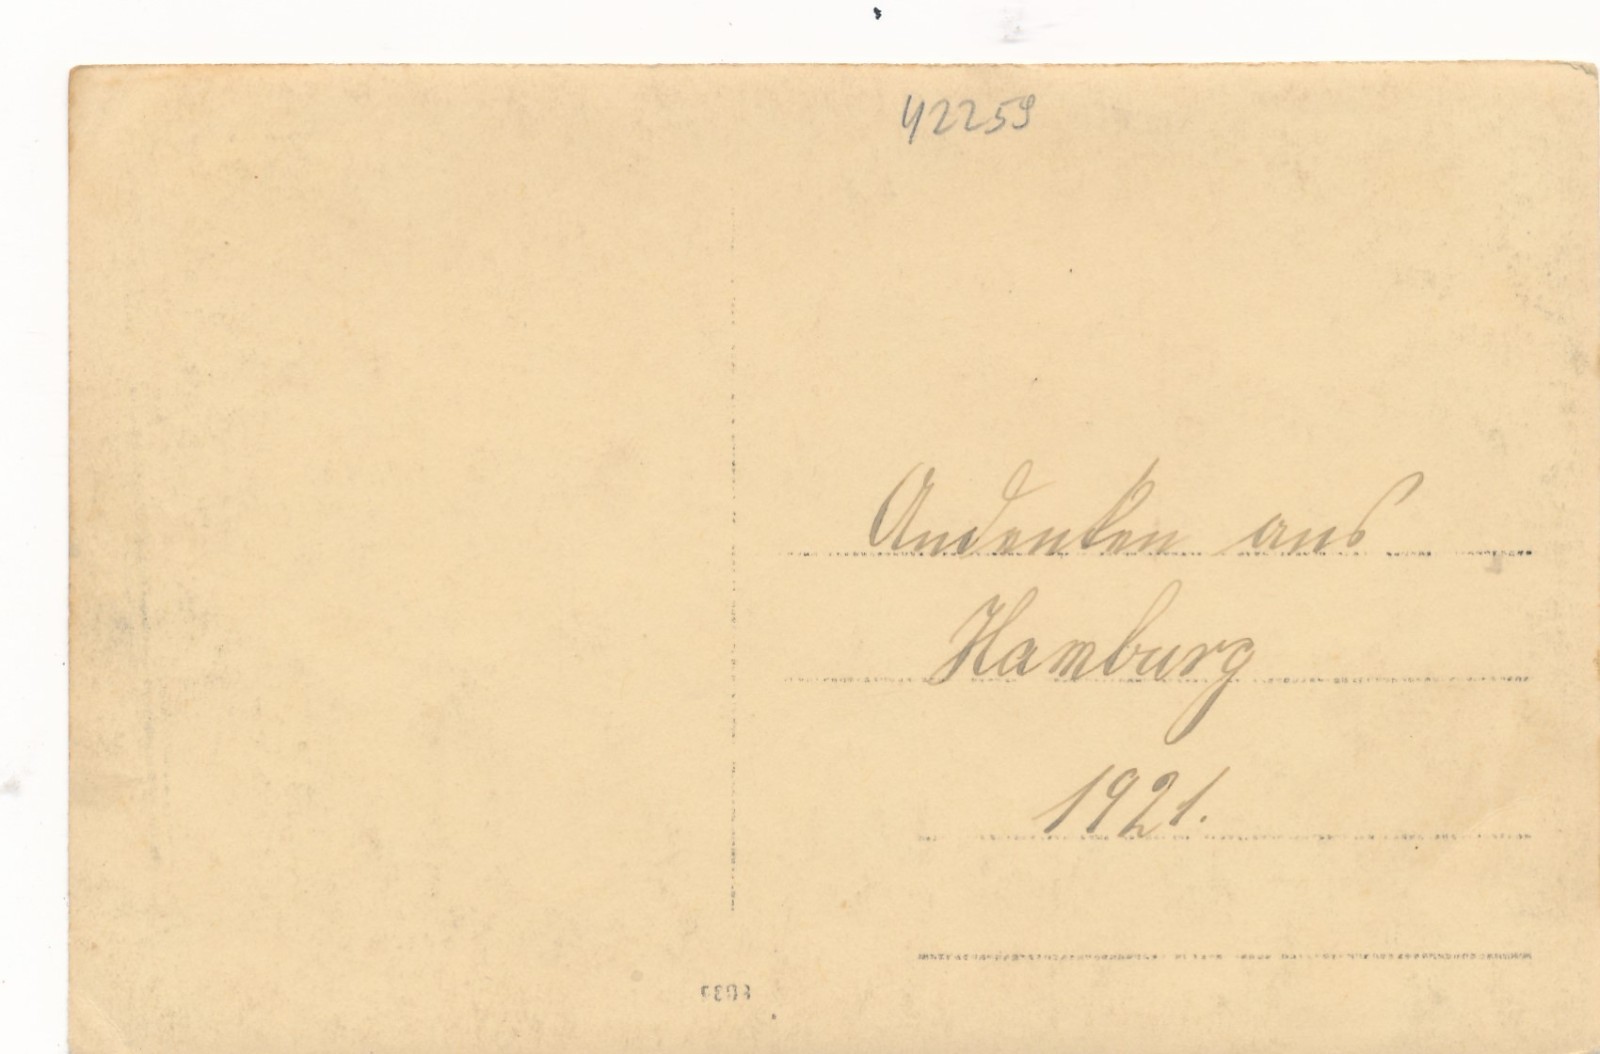 42259
Andenken aus
Hamburg
1921.